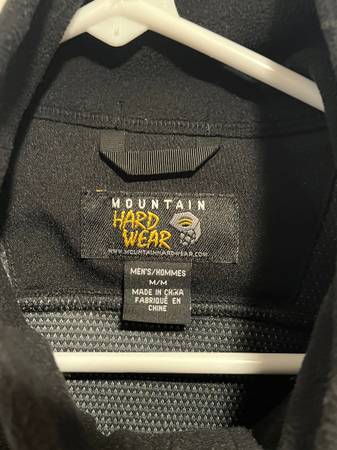 MOUNTAIN
HARD
WEAR
WWW.MOUNTAINHARDWEAR.COM
MEN'S/HOMMES
M/M
MADE IN CHINA
FABRIQUÉ EN
CHINE